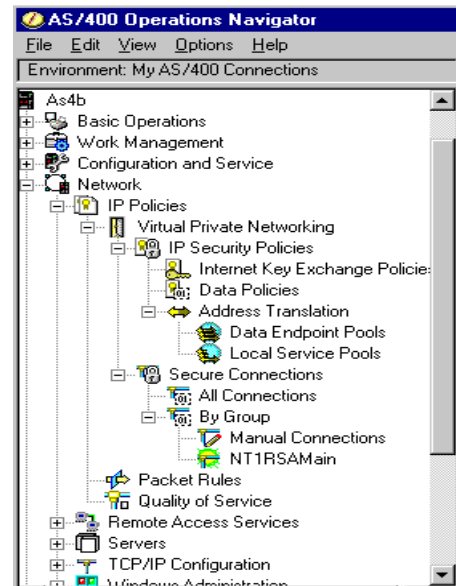 AS/400 Operations Navigator
File Edit View Options Help
Environment: My AS/400 Connections
As4b
Basic Operations
Work Management
Configuration and Service
Network
IP Policies
Virtual Private Networking
IP Security Policies
Internet Key Exchange Policie
Data Policies
Address Translation
Data Endpoint Pools
Local Service Pools
Secure Connections
All Connections
By Group
Manual Connections
NT1RSAMain
Packet Rules
Quality of Service
Remote Access Services
Servers
TCP/IP Configuration
Windows Administration